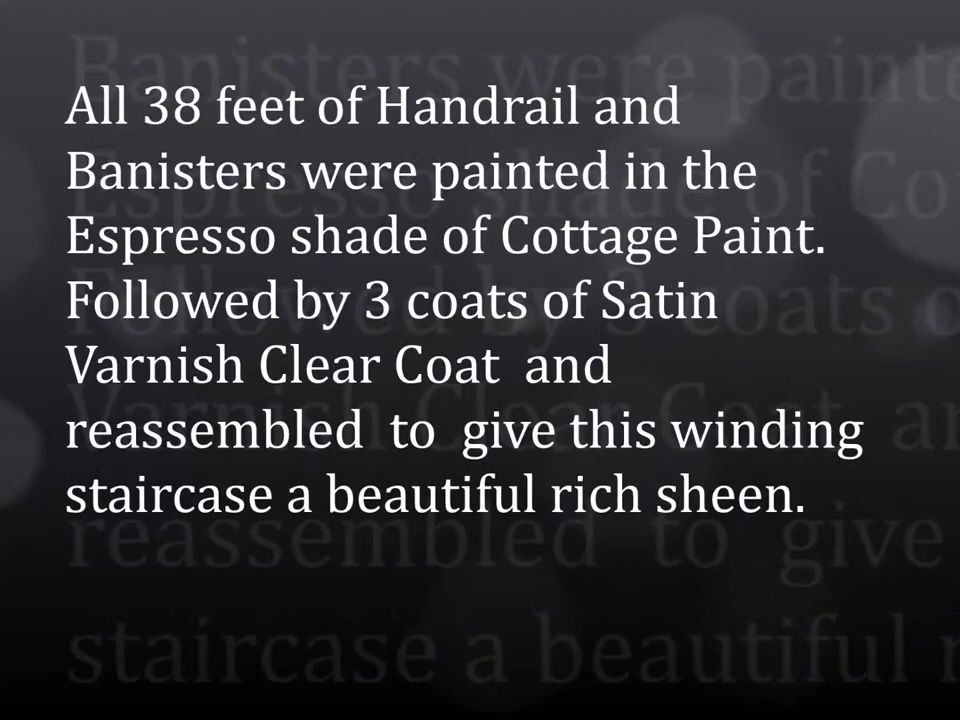 All 38 feet of Handrail and
Banisters were painted in the
Espresso shade of Cottage Paint.
Followed by 3 coats of Satin
Varnish Clear Coat  and
reassembled  to  give this winding
staircase a beautiful rich sheen.